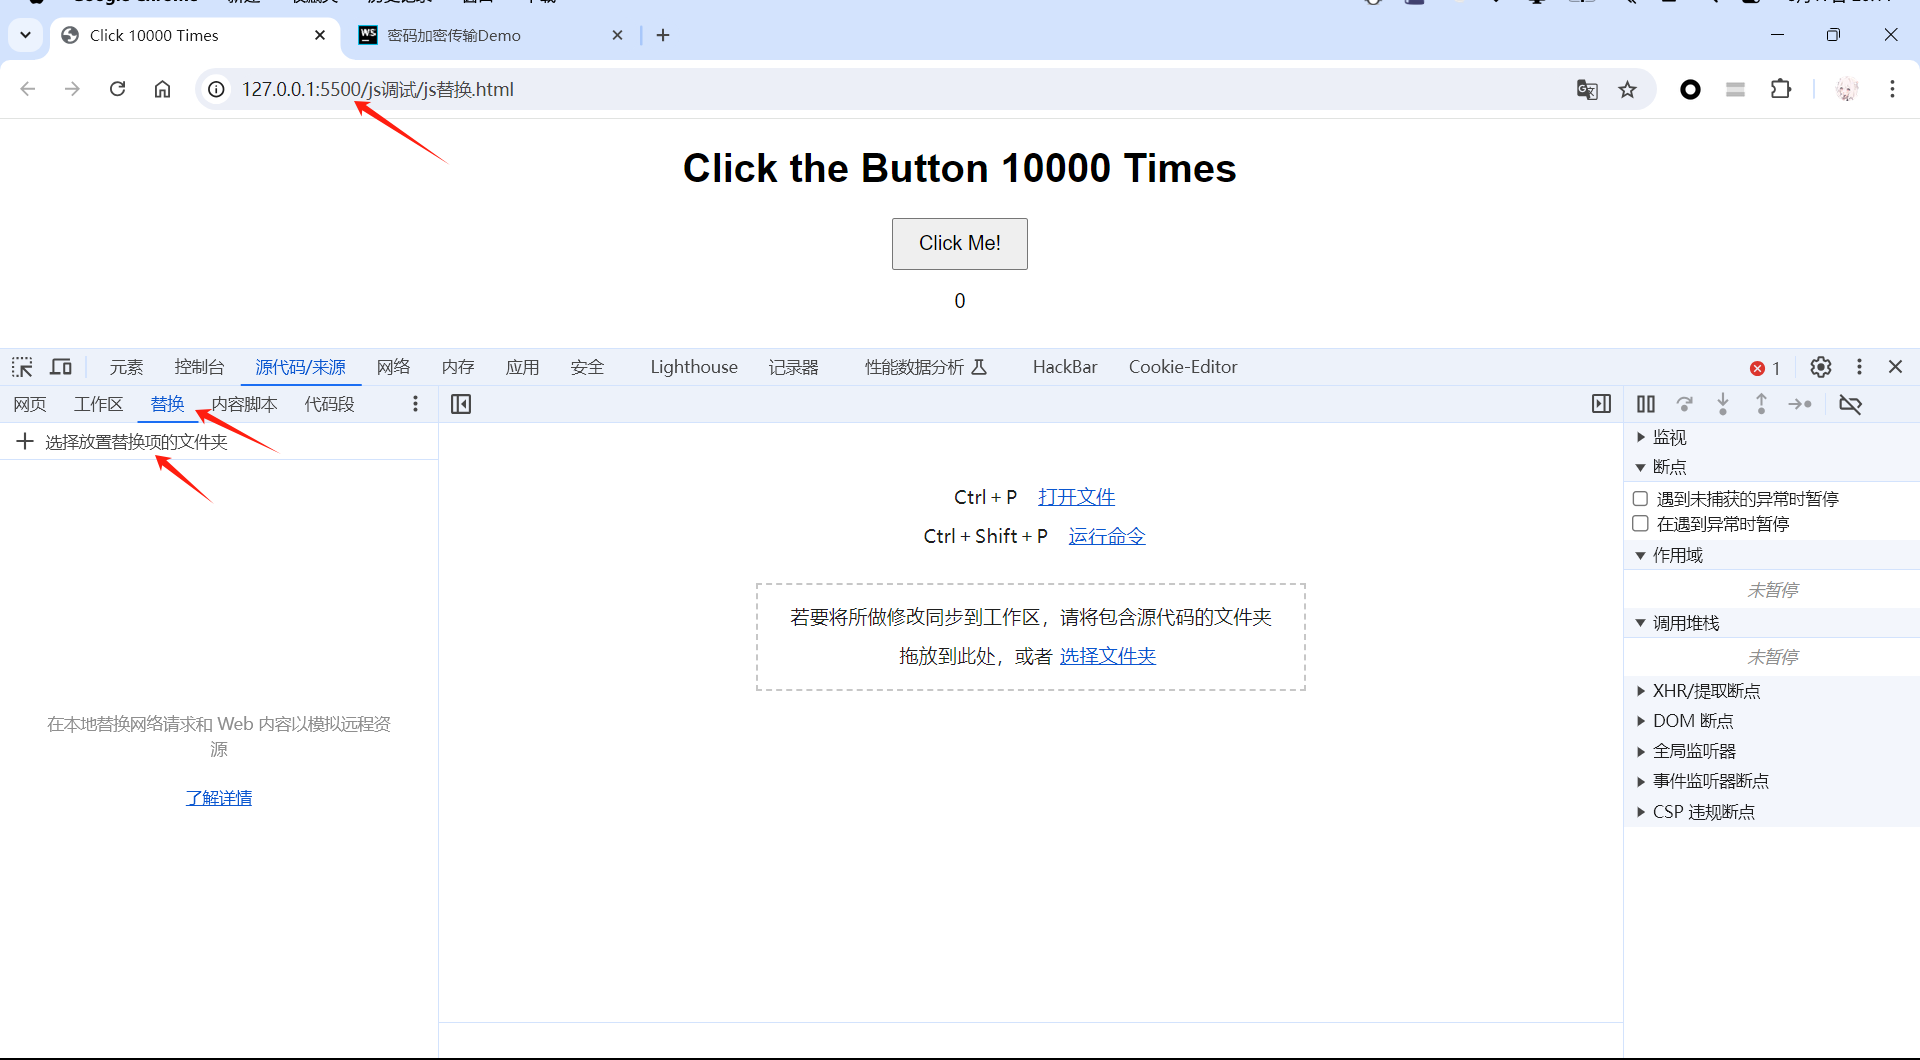 Click 10000 Times
密码加密传输Demo
127.0.0.1:5500/js调试/js替换.html
Click the Button 10000 Times
Click Me!
0
元素 控制台 源代码/来源 网络 内存 应用 安全 Lighthouse 记录器 性能数据分析 HackBar Cookie-Editor 1
网页 工作区 替换 内容脚本 代码段
选择放置替换项的文件夹
在本地替换网络请求和 Web 内容以模拟远程资
源
了解详情
Ctrl + P 打开文件
Ctrl + Shift + P 运行命令
若要将所做修改同步到工作区，请将包含源代码的文件夹
拖放到此处，或者 选择文件夹
监视
断点
遇到未捕获的异常时暂停
在遇到异常时暂停
作用域
未暂停
调用堆栈
未暂停
XHR/提取断点
DOM 断点
全局监听器
事件监听器断点
CSP 违规断点